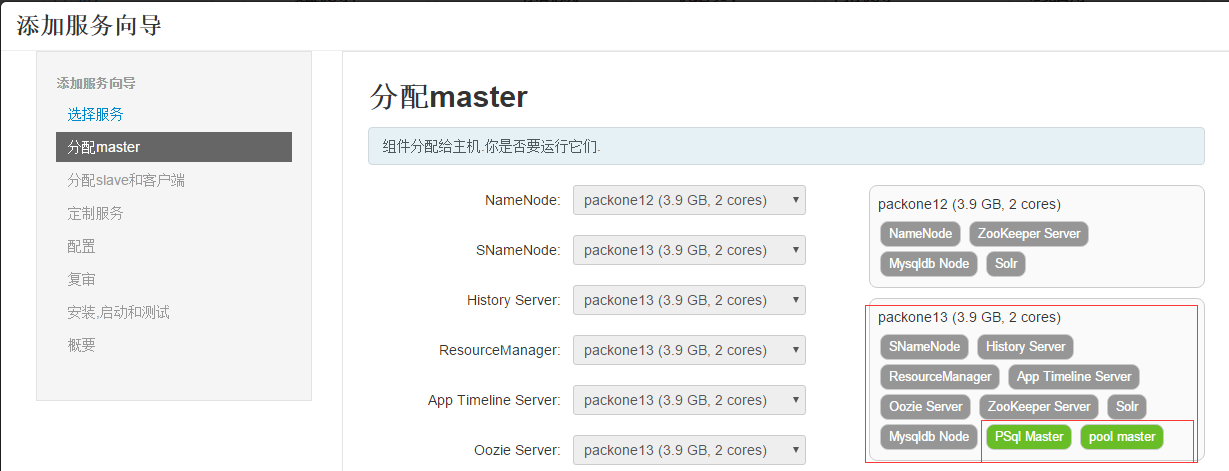 添加服务向导
添加服务向导
选择服务
分配master
分配slave和客户端
定制服务
配置
复审
安装,启动和测试
概要
分配master
组件分配给主机.你是否要运行它们.
NameNode: packone12 (3.9 GB, 2 cores)
SNameNode: packone13 (3.9 GB, 2 cores)
History Server: packone13 (3.9 GB, 2 cores)
ResourceManager: packone13 (3.9 GB, 2 cores)
App Timeline Server: packone13 (3.9 GB, 2 cores)
Oozie Server: packone13 (3.9 GB, 2 cores)
packone12 (3.9 GB, 2 cores)
NameNode ZooKeeper Server
Mysqldb Node Solr
packone13 (3.9 GB, 2 cores)
SNameNode History Server
ResourceManager App Timeline Server
Oozie Server ZooKeeper Server Solr
Mysqldb Node PSql Master pool master